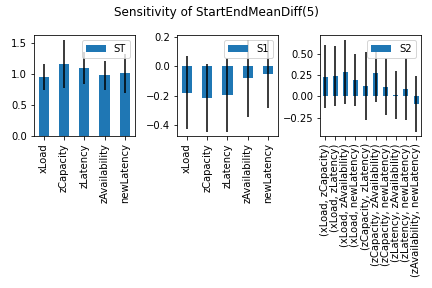 Sensitivity of StartEndMeanDiff(5)
1.5
1.0
0.5
0.0
ST
xLoad
zCapacity
zLatency
zAvailability
newLatency
0.2
0.0
−0.2
−0.4
S1
xLoad
zCapacity
zLatency
zAvailability
newLatency
0.50
0.25
0.00
−0.25
S2
(xLoad, zCapacity)
(xLoad, zLatency)
(xLoad, zAvailability)
(xLoad, newLatency)
(zCapacity, zLatency)
(zCapacity, zAvailability)
(zCapacity, newLatency)
(zLatency, zAvailability)
(zLatency, newLatency)
(zAvailability, newLatency)